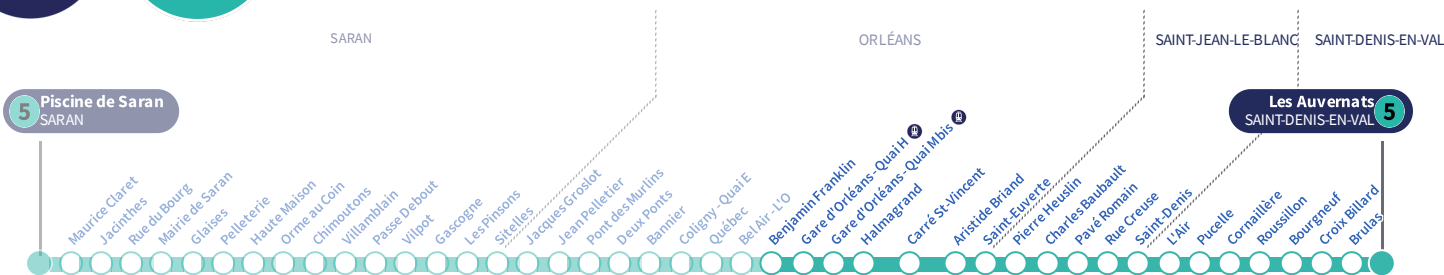 SARAN
ORLÉANS
SAINT-JEAN-LE-BLANC
SAINT-DENIS-EN-VAL
5
Piscine de Saran
SARAN
Les Auvernats
SAINT-DENIS-EN-VAL
5
Maurice Claret
Jacinthes
Rue du Bourg
Mairie de Saran
Glaises
Pelleterie
Haute Maison
Orme au Coin
Chimoutons
Villamblain
Passe Debout
Vilpot
Gascogne
Les Pinsons
Sitelles
Jacques Groslot
Jean Pelletier
Pont des Murlins
Deux Ponts
Bannier
Coligny - Quai E
Québec
Bel Air - L'O
Benjamin Franklin
Gare d'Orléans - Quai H
Gare d'Orléans - Quai M bis
Halmagrand
Carré St-Vincent
Aristide Briand
Saint-Euverte
Pierre Heuslin
Charles Baubault
Pavé Romain
Rue Creuse
Saint-Denis
L'Air
Pucelle
Cornaillère
Roussillon
Bourgneuf
Croix Billard
Brulas